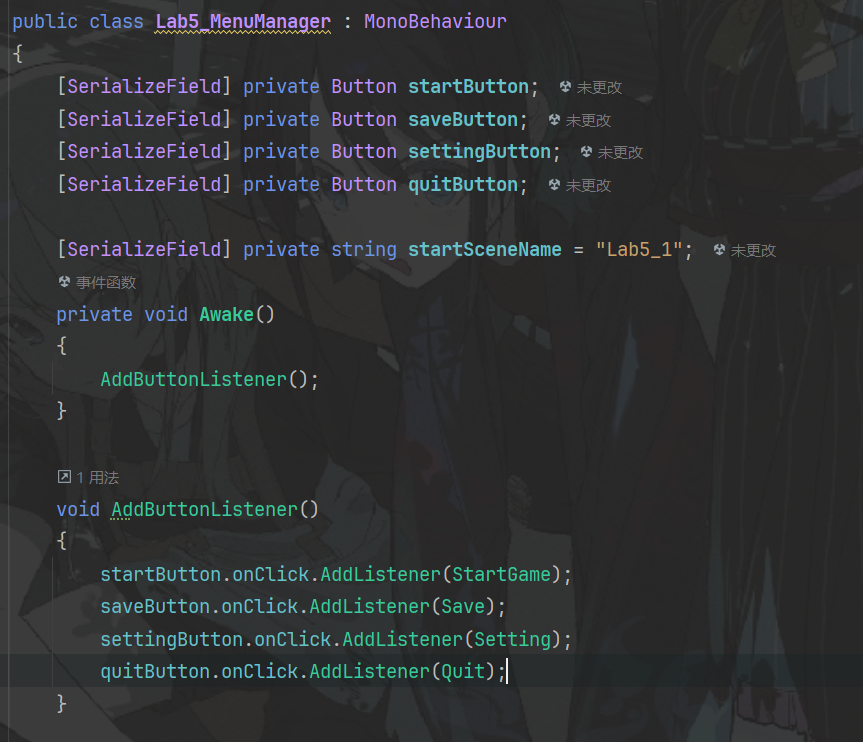 public class Lab5_MenuManager : MonoBehaviour
{
[SerializeField] private Button startButton; 未更改
[SerializeField] private Button saveButton; 未更改
[SerializeField] private Button settingButton; 未更改
[SerializeField] private Button quitButton; 未更改
[SerializeField] private string startSceneName = "Lab5_1"; 未更改
事件函数
private void Awake()
{
AddButtonListener();
}
1 用法
void AddButtonListener()
{
startButton.onClick.AddListener(StartGame);
saveButton.onClick.AddListener(Save);
settingButton.onClick.AddListener(Setting);
quitButton.onClick.AddListener(Quit);
}